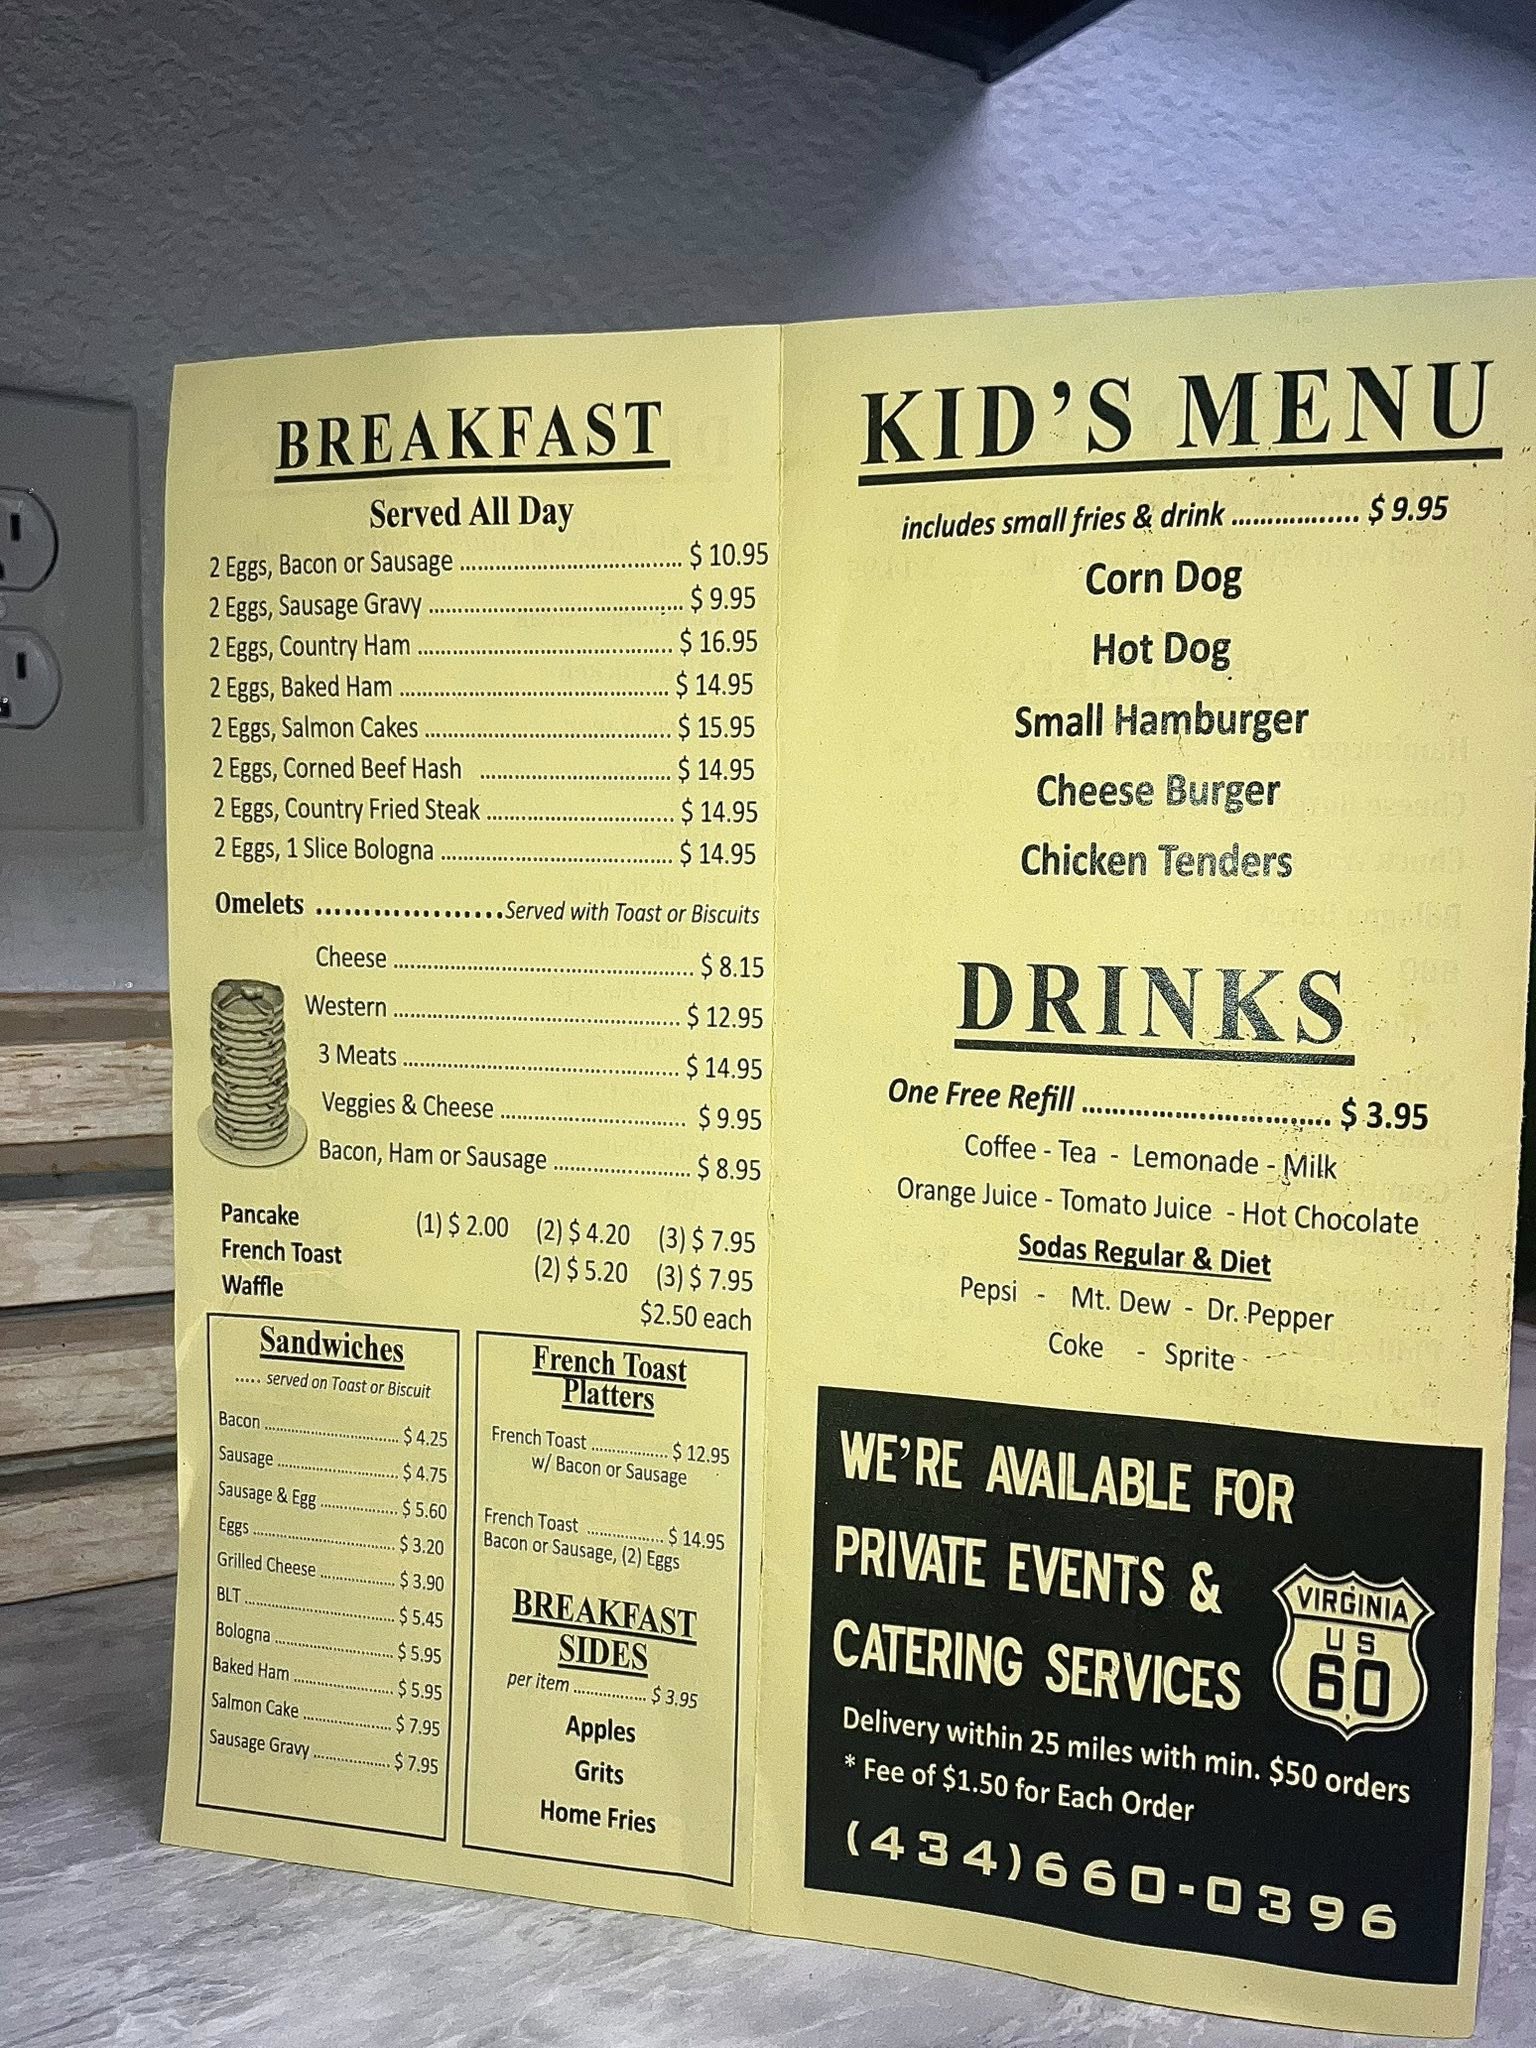 BREAKFAST
Served All Day
2 Eggs, Bacon or Sausage ........................................ $ 10.95
2 Eggs, Sausage Gravy ............................................. $ 9.95
2 Eggs, Country Ham .............................................. $ 16.95
2 Eggs, Baked Ham ................................................ $ 14.95
2 Eggs, Salmon Cakes ............................................ $ 15.95
2 Eggs, Corned Beef Hash ................................... $ 14.95
2 Eggs, Country Fried Steak .................................. $ 14.95
2 Eggs, 1 Slice Bologna .......................................... $ 14.95
Omelets ......................Served with Toast or Biscuits
Cheese ...................................................... $ 8.15
Western .................................................... $ 12.95
3 Meats .................................................. $ 14.95
Veggies & Cheese .................................. $ 9.95
Bacon, Ham or Sausage ......................... $ 8.95
Pancake (1) $ 2.00 (2) $ 4.20 (3) $ 7.95
French Toast (2) $ 5.20 (3) $ 7.95
Waffle $2.50 each
Sandwiches
..... served on Toast or Biscuit
Bacon ............................... $ 4.25
Sausage ............................ $ 4.75
Sausage & Egg .................. $ 5.60
Eggs ................................. $ 3.20
Grilled Cheese .................. $ 3.90
BLT ................................... $ 5.45
Bologna ............................ $ 5.95
Baked Ham ....................... $ 5.95
Salmon Cake ..................... $ 7.95
Sausage Gravy .................. $ 7.95
French Toast
Platters
French Toast .................. $ 12.95
w/ Bacon or Sausage
French Toast .................. $ 14.95
Bacon or Sausage, (2) Eggs
BREAKFAST
SIDES
per item ................. $ 3.95
Apples
Grits
Home Fries
KID'S MENU
includes small fries & drink ................. $ 9.95
Corn Dog
Hot Dog
Small Hamburger
Cheese Burger
Chicken Tenders
DRINKS
One Free Refill ................................ $ 3.95
Coffee - Tea - Lemonade - Milk
Orange Juice - Tomato Juice - Hot Chocolate
Sodas Regular & Diet
Pepsi - Mt. Dew - Dr. Pepper
Coke - Sprite
WE'RE AVAILABLE FOR
PRIVATE EVENTS &
CATERING SERVICES
VIRGINIA
US
60
Delivery within 25 miles with min. $50 orders
* Fee of $1.50 for Each Order
(434)660-0396